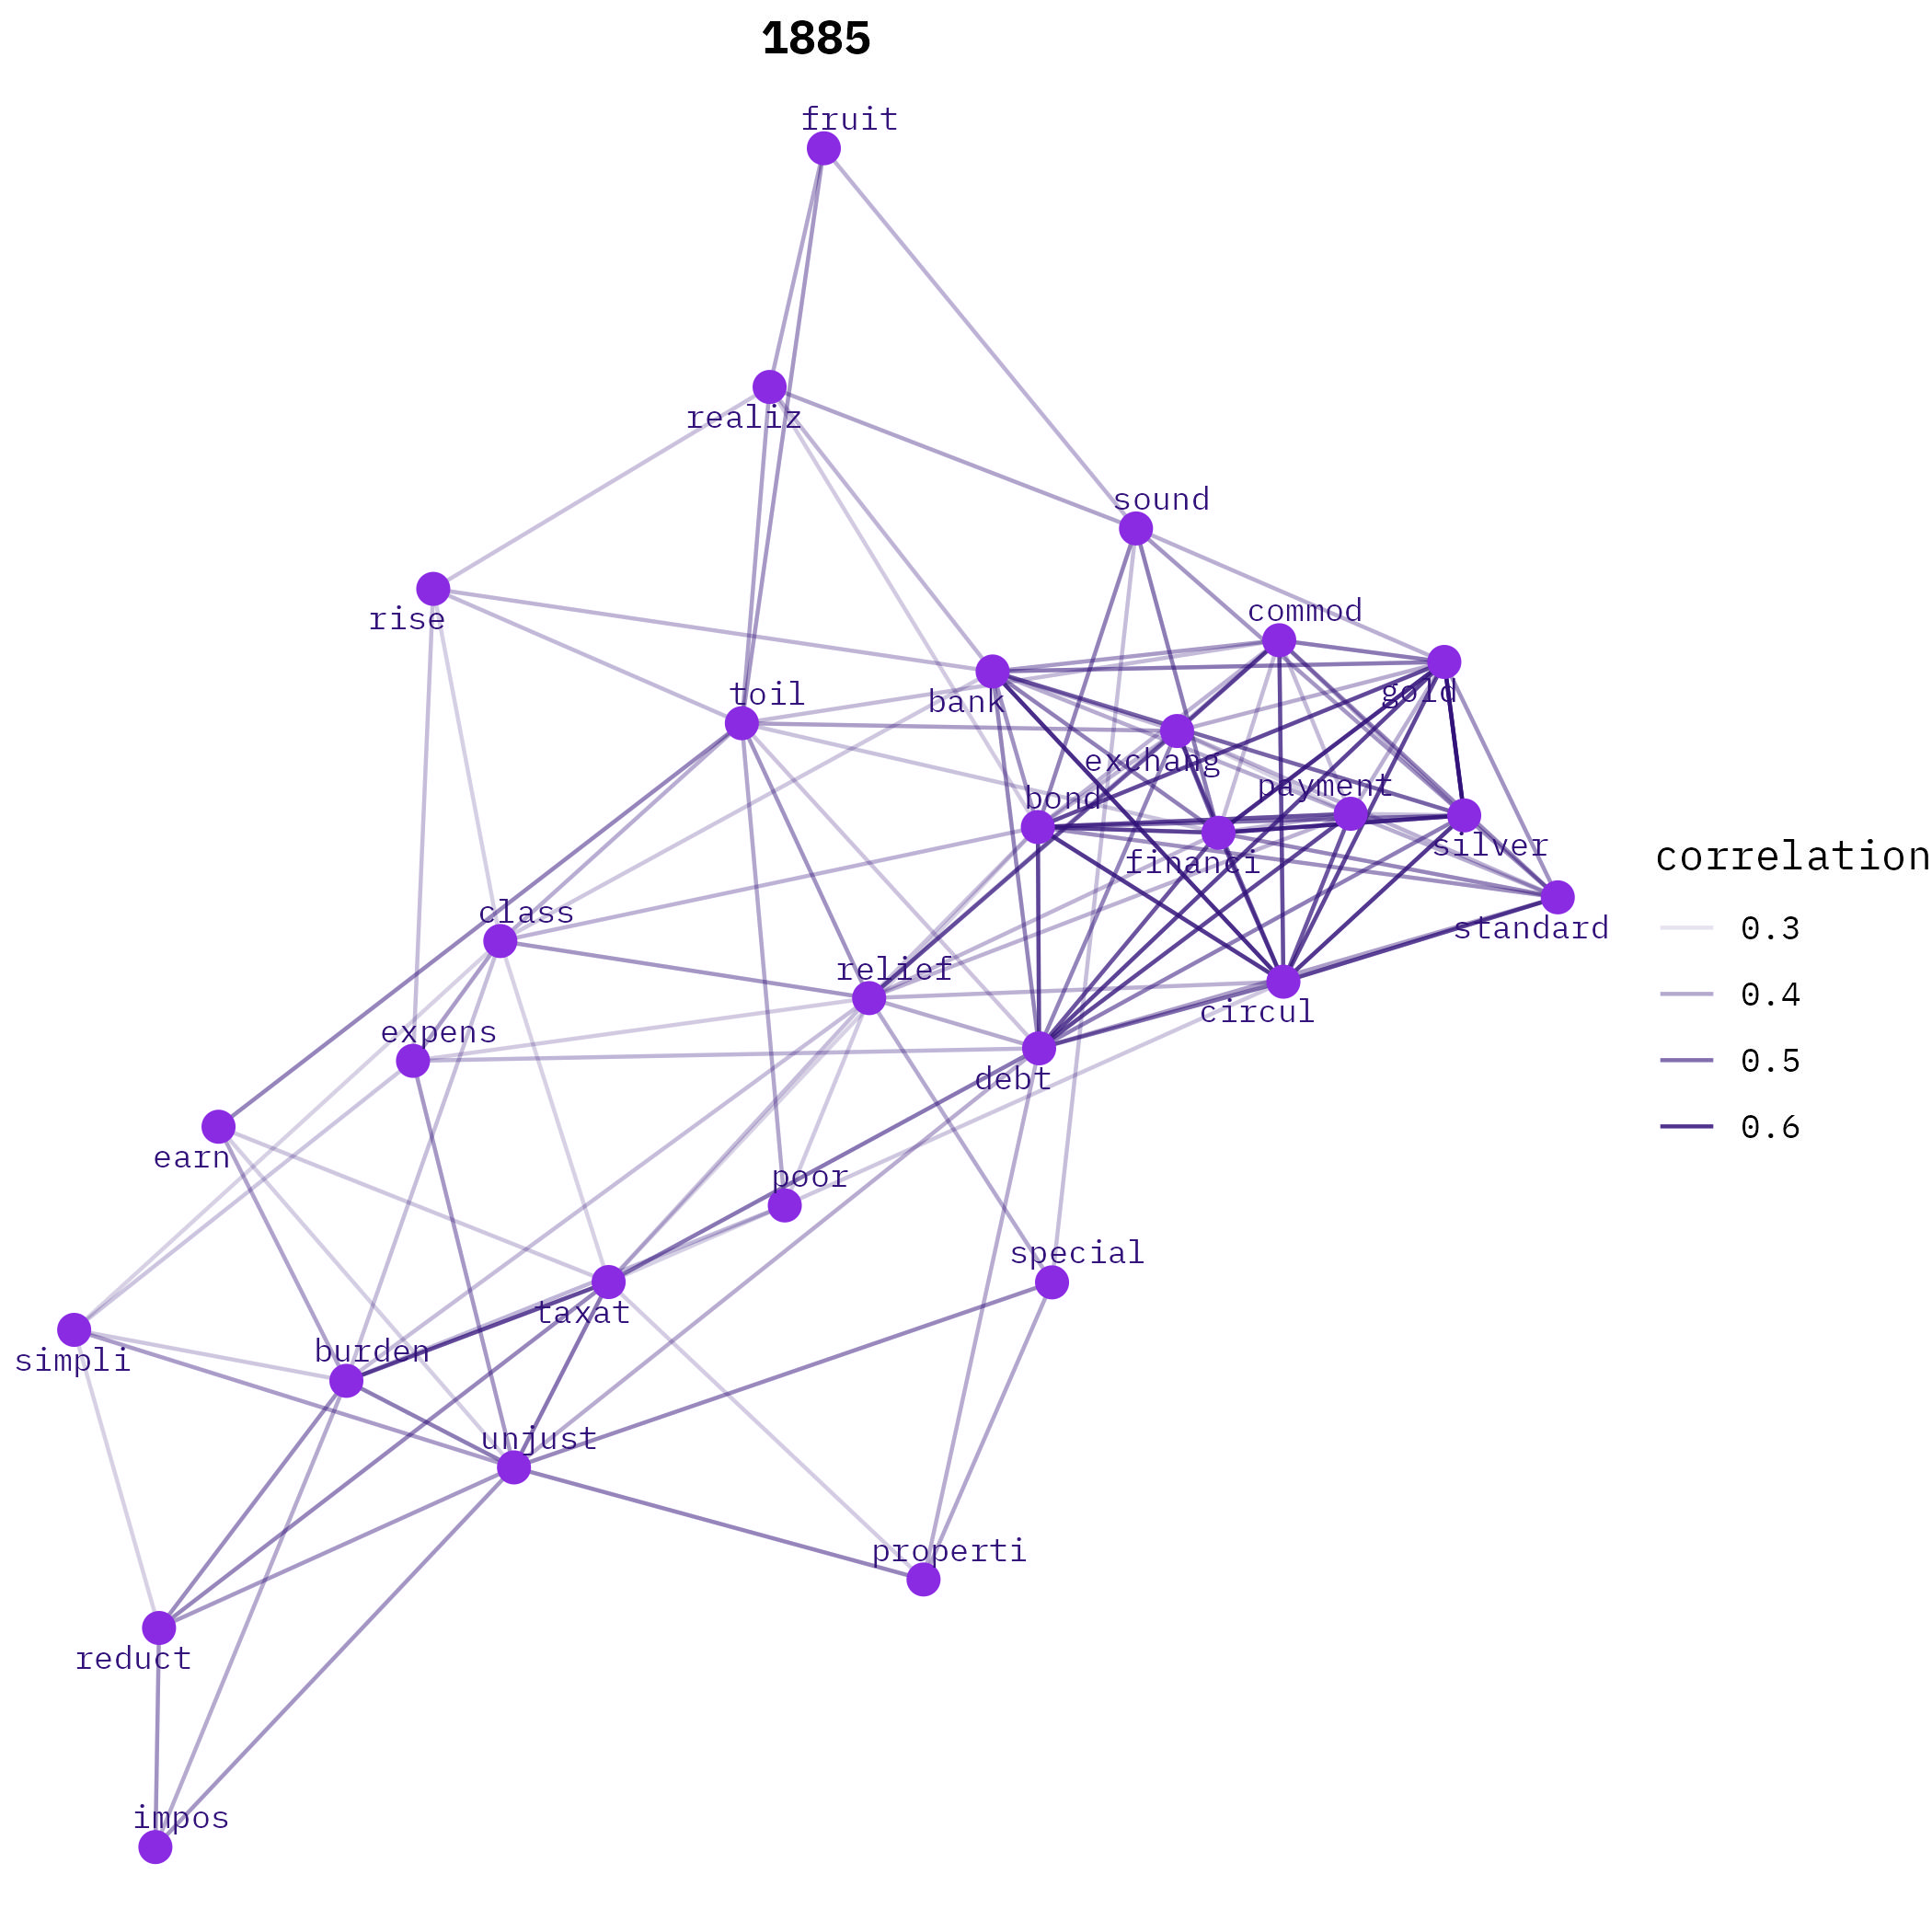 1885
fruit
realiz
sound
rise
commod
toil
bank
gold
exchang
bond
payment
financi
silver
correlation
class
standard
0.3
relief
0.4
circul
expens
0.5
debt
0.6
earn
poor
special
taxat
burden
simpli
unjust
properti
reduct
impos